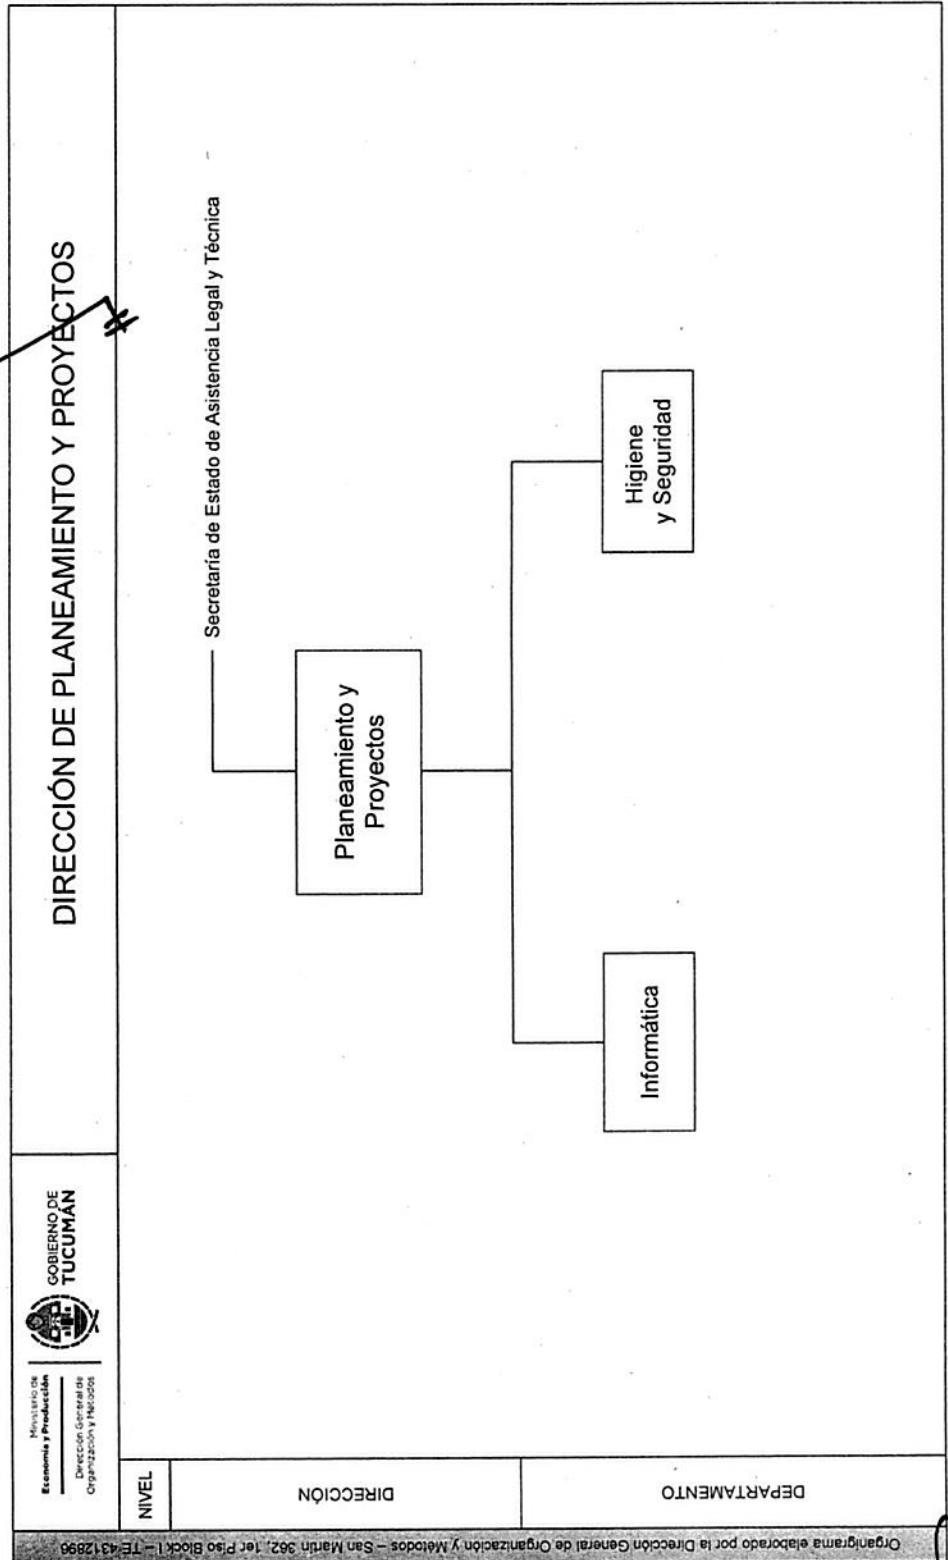 Ministerio de
Economía y Producción
Dirección General de
Organización y Métodos
GOBIERNO DE
TUCUMÁN
DIRECCIÓN DE PLANEAMIENTO Y PROYECTOS
NIVEL
DIRECCIÓN
DEPARTAMENTO
Secretaría de Estado de Asistencia Legal y Técnica
Planeamiento y
Proyectos
Informática
Higiene
y Seguridad
Organigrama elaborado por la Dirección General de Organización y Métodos – San Martín 362, 1er Piso Block I – TE 4312896